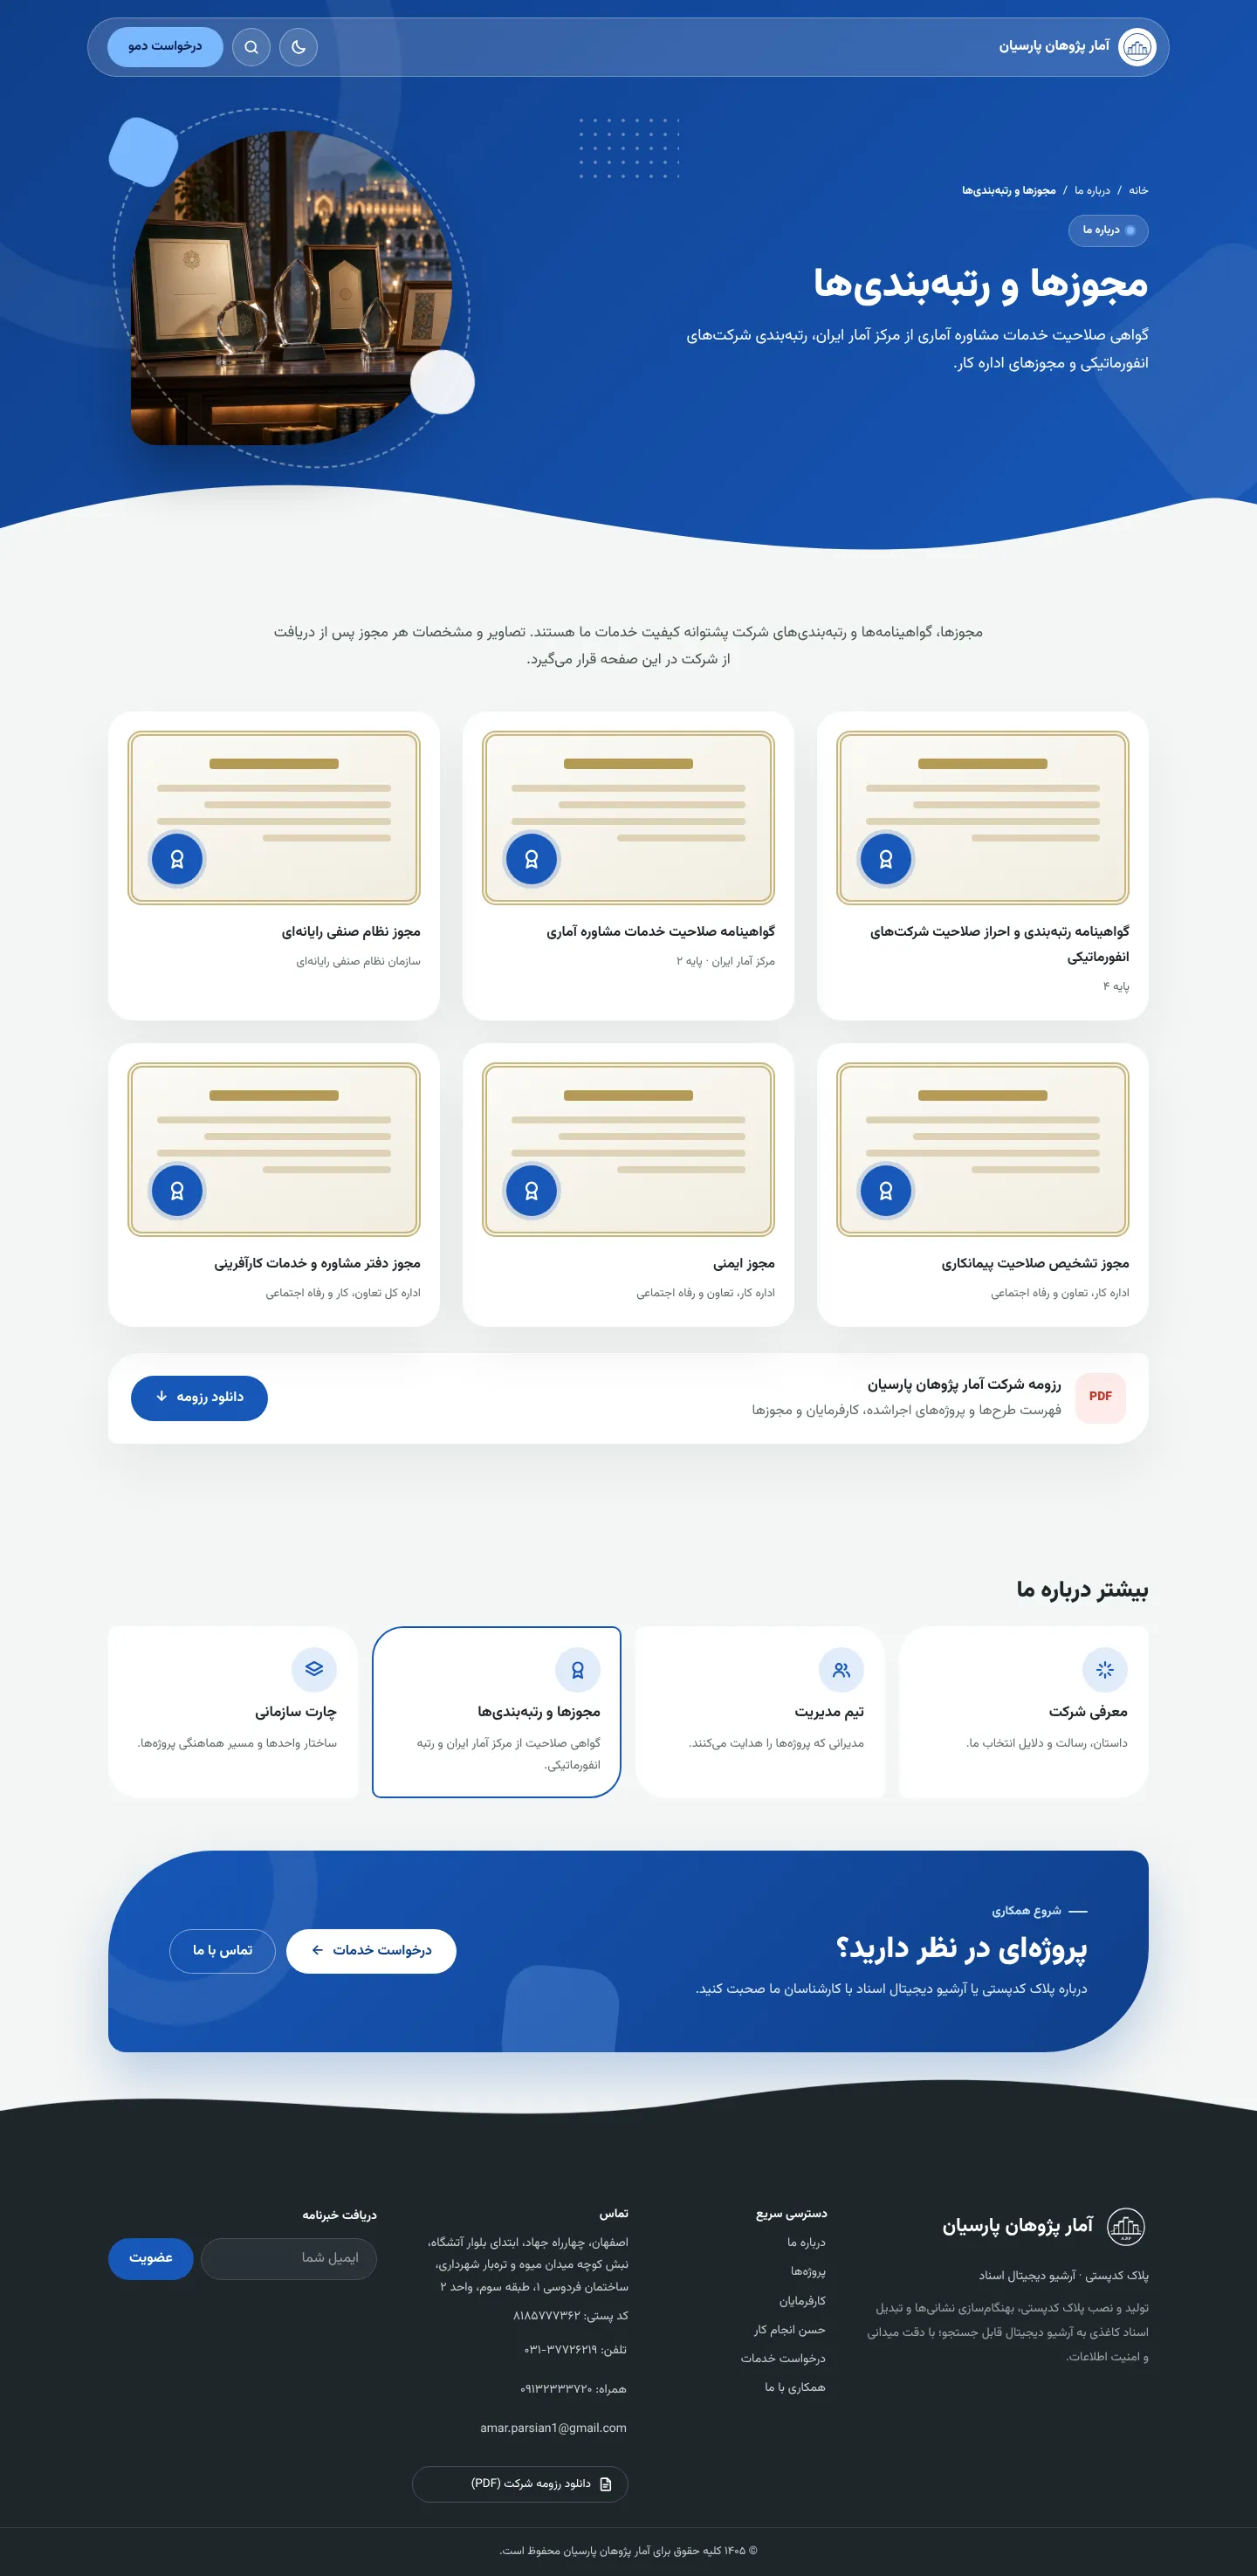 آمار پژوهان پارسیان
درخواست دمو
خانه / درباره ما / مجوزها و رتبه‌بندی‌ها
درباره ما
مجوزها و رتبه‌بندی‌ها
گواهی صلاحیت خدمات مشاوره آماری از مرکز آمار ایران، رتبه‌بندی شرکت‌های
انفورماتیکی و مجوزهای اداره کار.
مجوزها، گواهینامه‌ها و رتبه‌بندی‌های شرکت پشتوانه کیفیت خدمات ما هستند. تصاویر و مشخصات هر مجوز پس از دریافت
از شرکت در این صفحه قرار می‌گیرد.
گواهینامه رتبه‌بندی و احراز صلاحیت شرکت‌های
انفورماتیکی
پایه ۴
گواهینامه صلاحیت خدمات مشاوره آماری
مرکز آمار ایران · پایه ۲
مجوز نظام صنفی رایانه‌ای
سازمان نظام صنفی رایانه‌ای
مجوز تشخیص صلاحیت پیمانکاری
اداره کار، تعاون و رفاه اجتماعی
مجوز ایمنی
اداره کار، تعاون و رفاه اجتماعی
مجوز دفتر مشاوره و خدمات کارآفرینی
اداره کل تعاون، کار و رفاه اجتماعی
PDF
رزومه شرکت آمار پژوهان پارسیان
فهرست طرح‌ها و پروژه‌های اجراشده، کارفرمایان و مجوزها
دانلود رزومه
بیشتر درباره ما
معرفی شرکت
داستان، رسالت و دلایل انتخاب ما.
تیم مدیریت
مدیرانی که پروژه‌ها را هدایت می‌کنند.
مجوزها و رتبه‌بندی‌ها
گواهی صلاحیت از مرکز آمار ایران و رتبه
انفورماتیکی.
چارت سازمانی
ساختار واحدها و مسیر هماهنگی پروژه‌ها.
شروع همکاری
پروژه‌ای در نظر دارید؟
درباره پلاک کدپستی یا آرشیو دیجیتال اسناد با کارشناسان ما صحبت کنید.
درخواست خدمات
تماس با ما
آمار پژوهان پارسیان
پلاک کدپستی · آرشیو دیجیتال اسناد
تولید و نصب پلاک کدپستی، بهنگام‌سازی نشانی‌ها و تبدیل
اسناد کاغذی به آرشیو دیجیتال قابل جستجو؛ با دقت میدانی
و امنیت اطلاعات.
دسترسی سریع
درباره ما
پروژه‌ها
کارفرمایان
حسن انجام کار
درخواست خدمات
همکاری با ما
تماس
اصفهان، چهارراه جهاد، ابتدای بلوار آتشگاه،
نبش کوچه میدان میوه و تره‌بار شهرداری،
ساختمان فردوسی ۱، طبقه سوم، واحد ۲
کد پستی: ۸۱۸۵۷۷۷۳۶۲
تلفن: ۰۳۱-۳۷۷۲۶۲۱۹
همراه: ۰۹۱۳۲۳۳۳۷۲۰
amar.parsian1@gmail.com
دانلود رزومه شرکت (PDF)
دریافت خبرنامه
ایمیل شما
عضویت
© ۱۴۰۵ کلیه حقوق برای آمار پژوهان پارسیان محفوظ است.